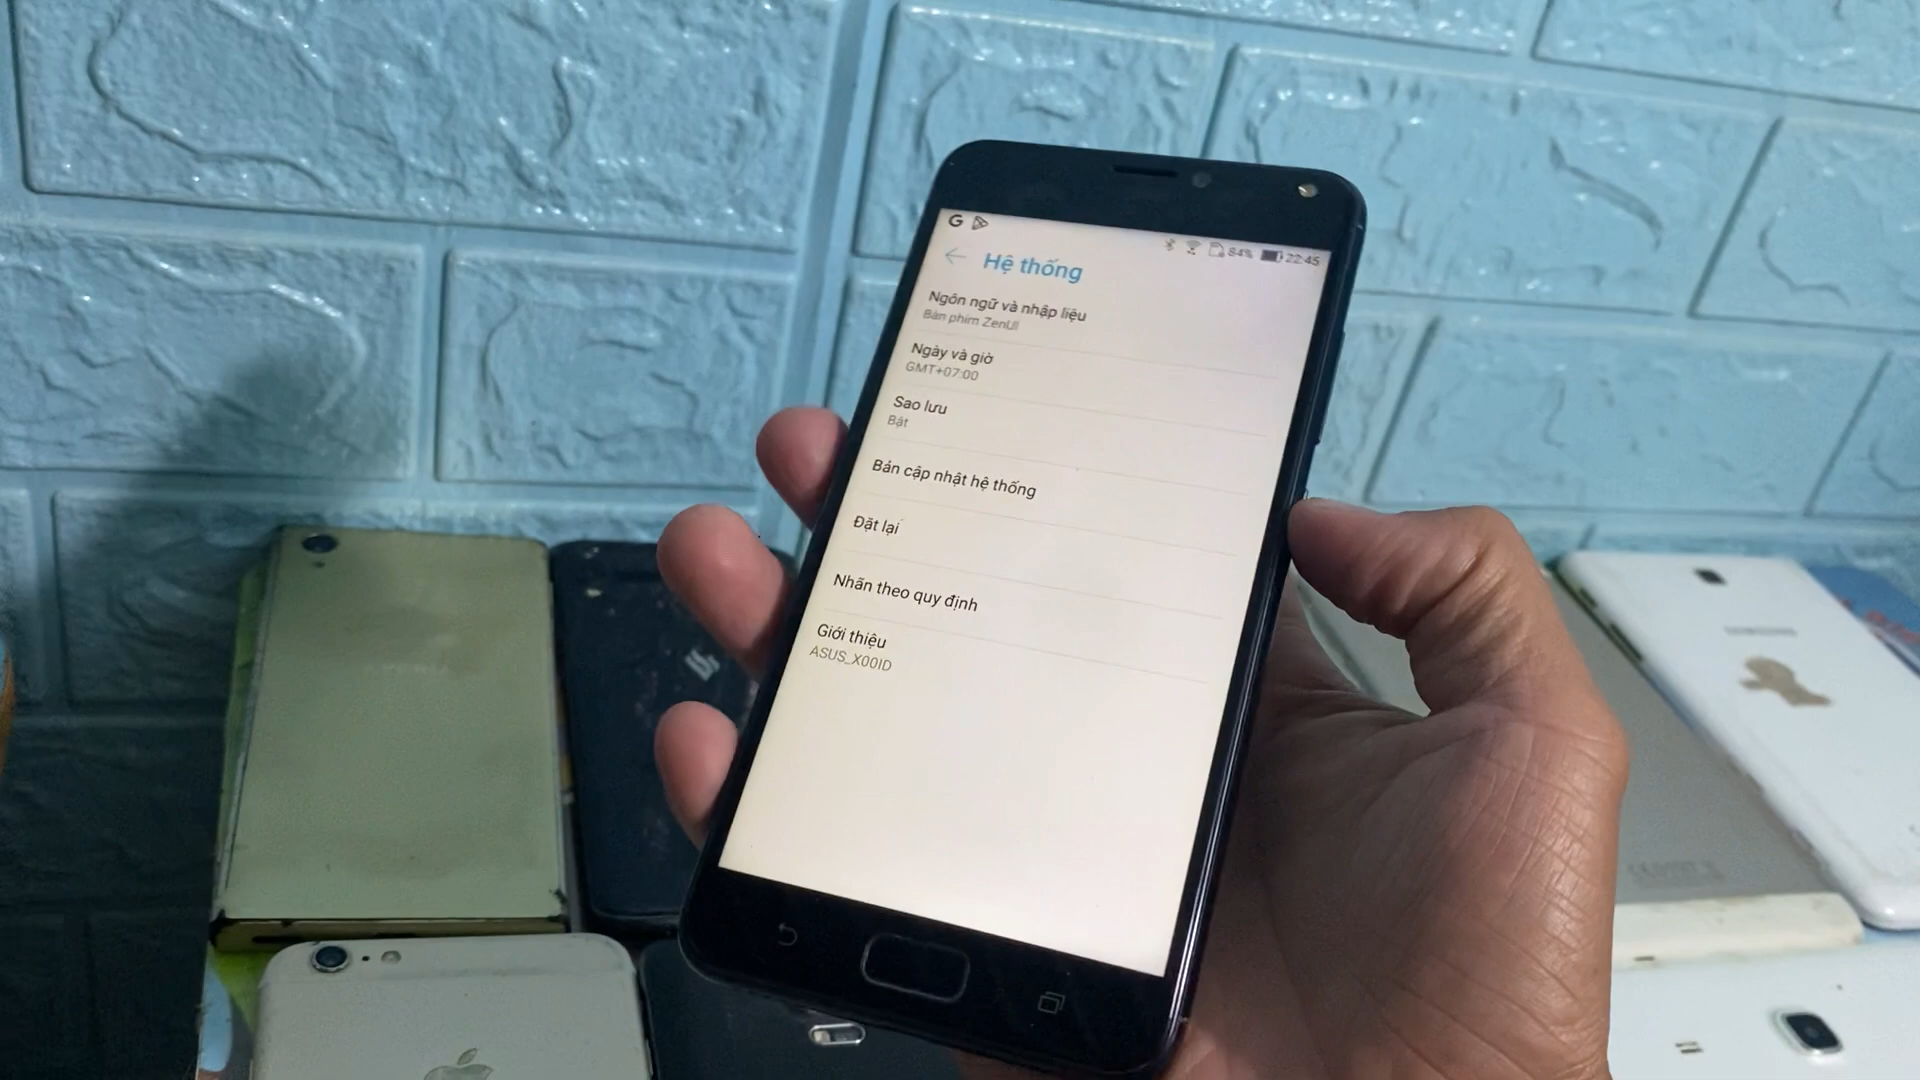 G
84% 22:45
Hệ thống
Ngôn ngữ và nhập liệu
Bàn phím ZenUI
Ngày và giờ
GMT+07:00
Sao lưu
Bật
Bản cập nhật hệ thống
Đặt lại
Nhãn theo quy định
Giới thiệu
ASUS_X00ID
SAMSUNG